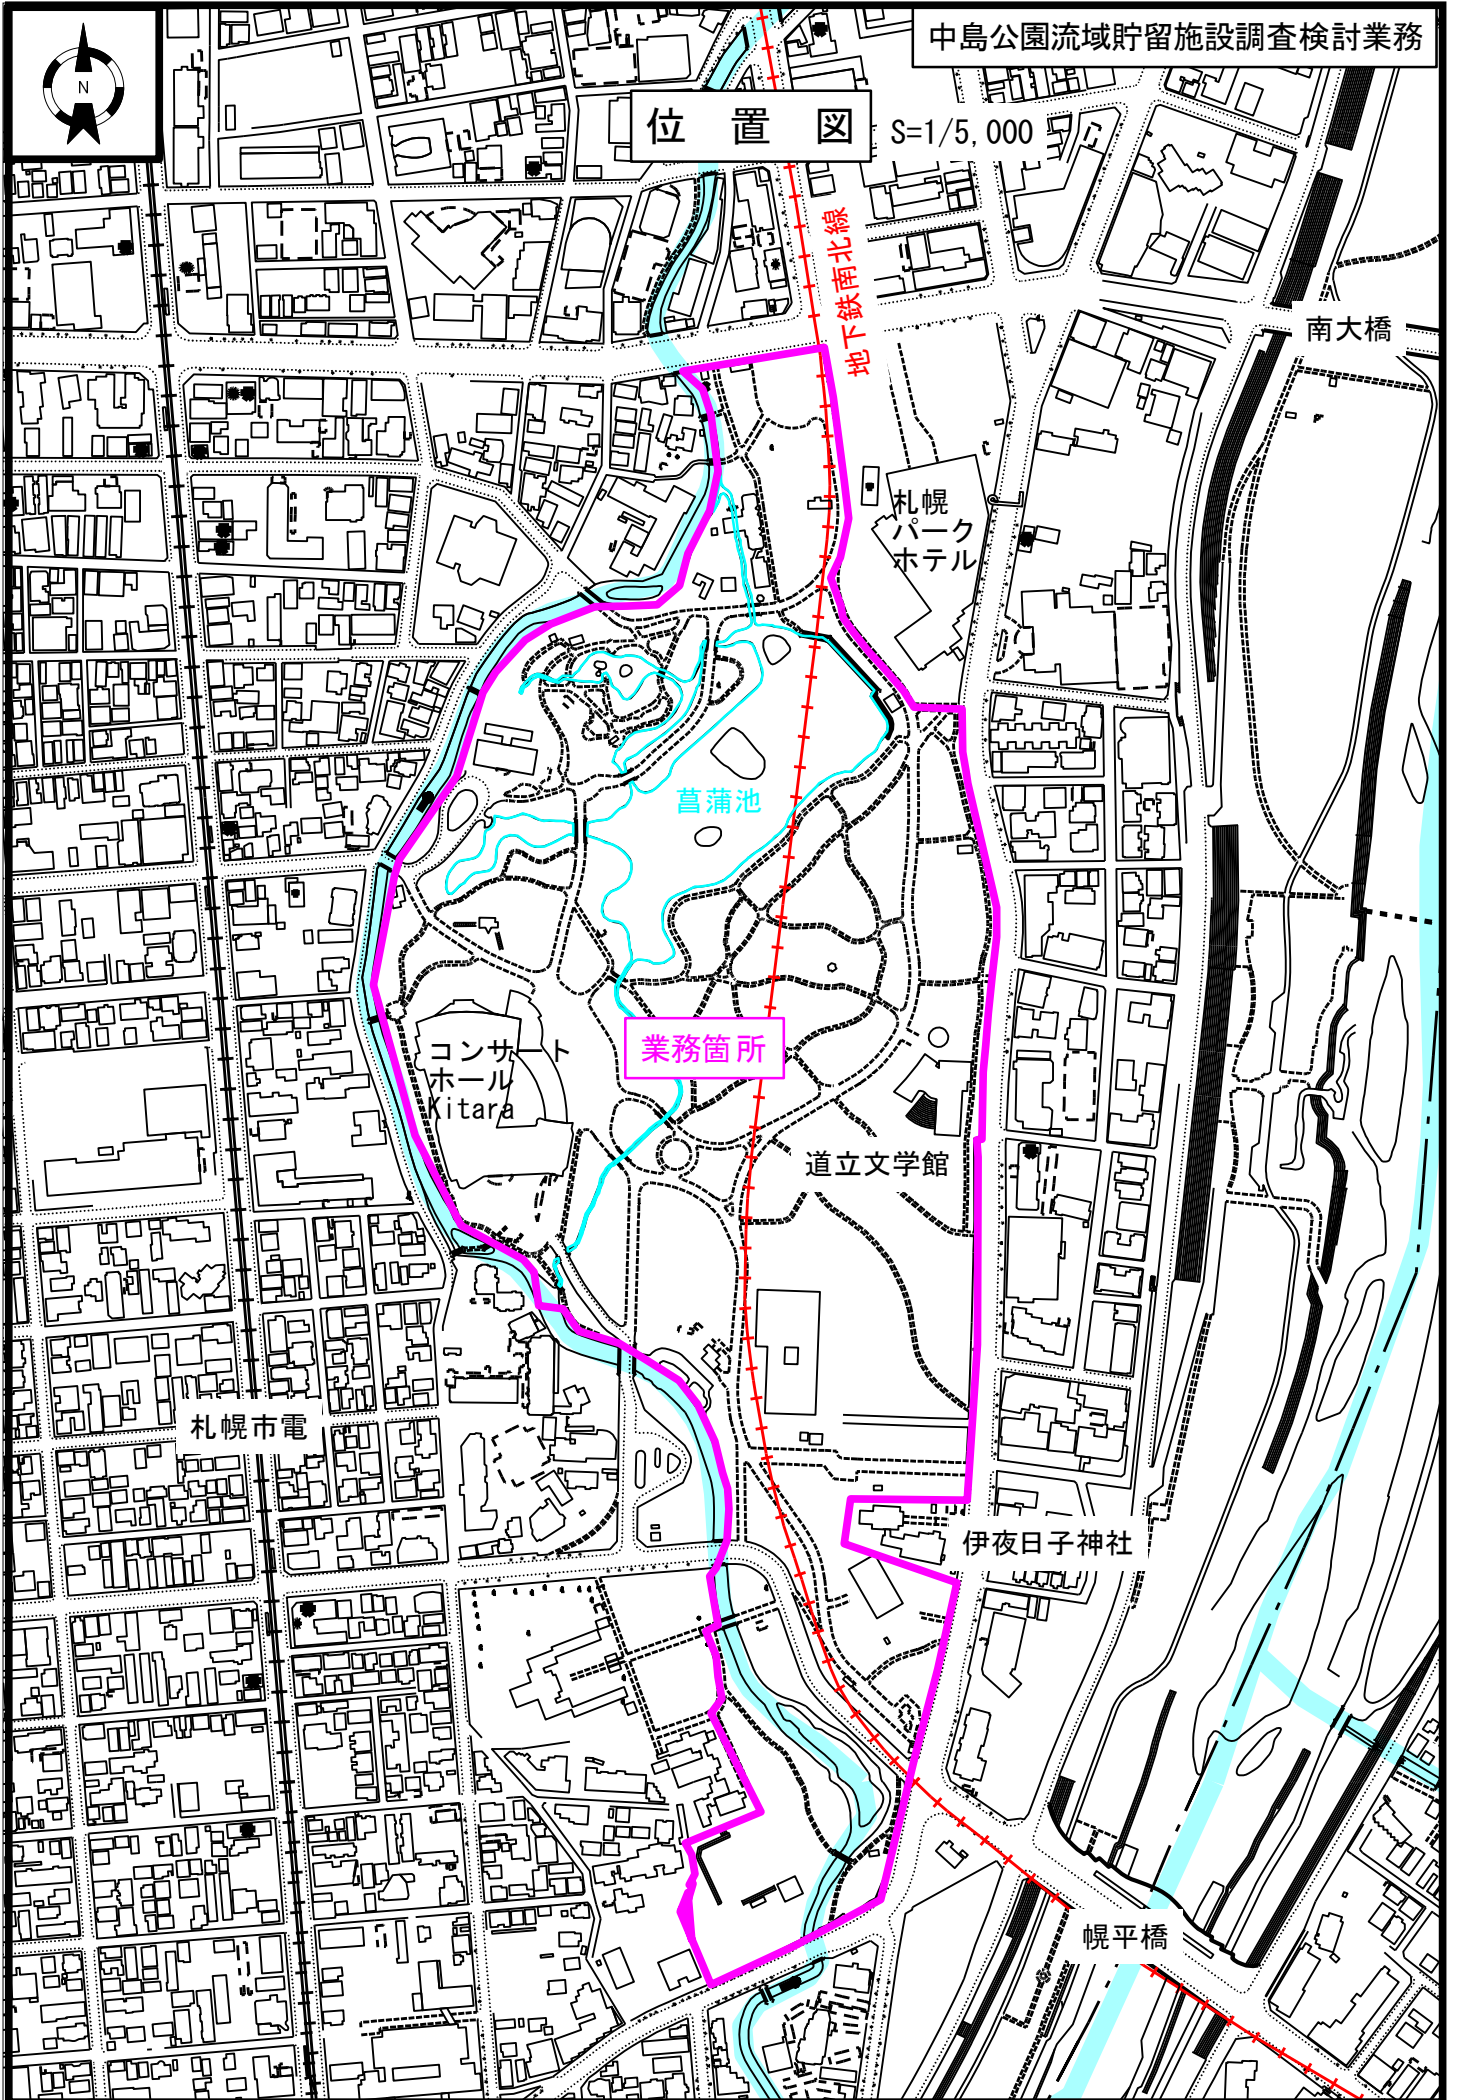 中島公園流域貯留施設調査検討業務
N
位 置 図 S=1/5,000
地下鉄南北線
南大橋
札幌
パーク
ホテル
菖蒲池
業務箇所
コンサート
ホール
Kitara
道立文学館
札幌市電
伊夜日子神社
幌平橋